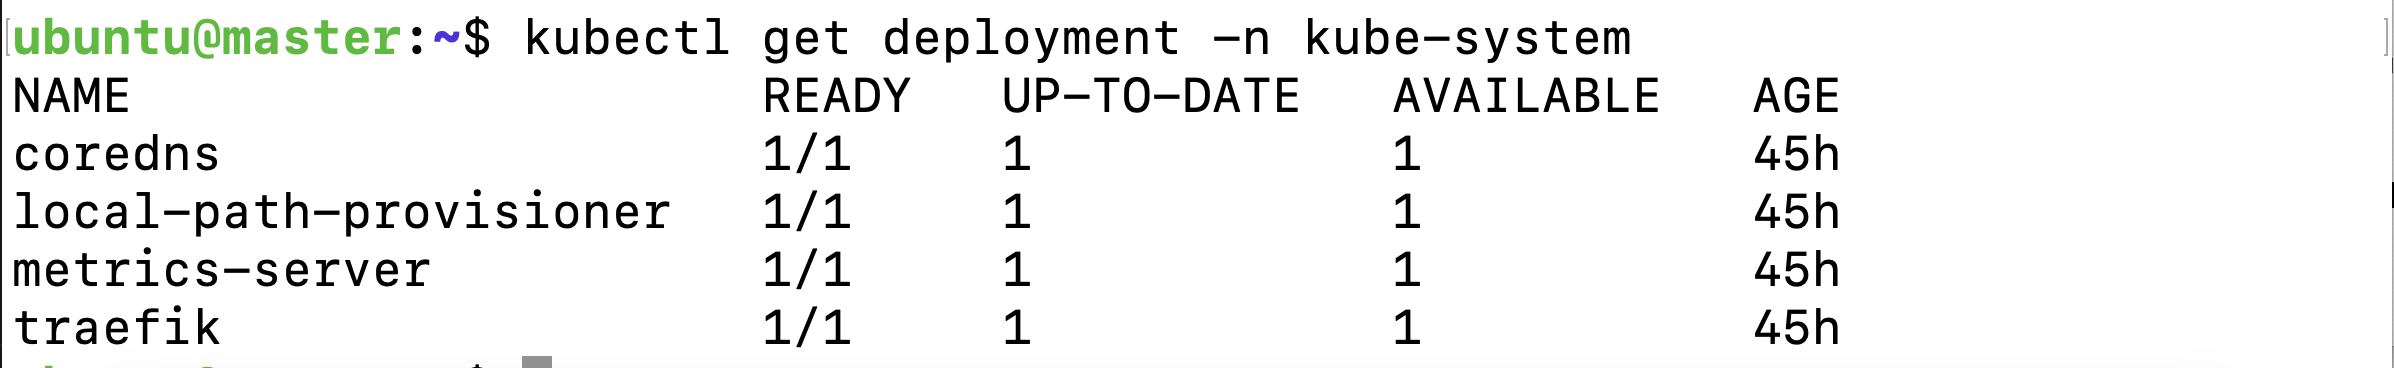 ubuntu@master:~$ kubectl get deployment -n kube-system
NAME                     READY   UP-TO-DATE   AVAILABLE   AGE
coredns                  1/1     1            1           45h
local-path-provisioner   1/1     1            1           45h
metrics-server           1/1     1            1           45h
traefik                  1/1     1            1           45h